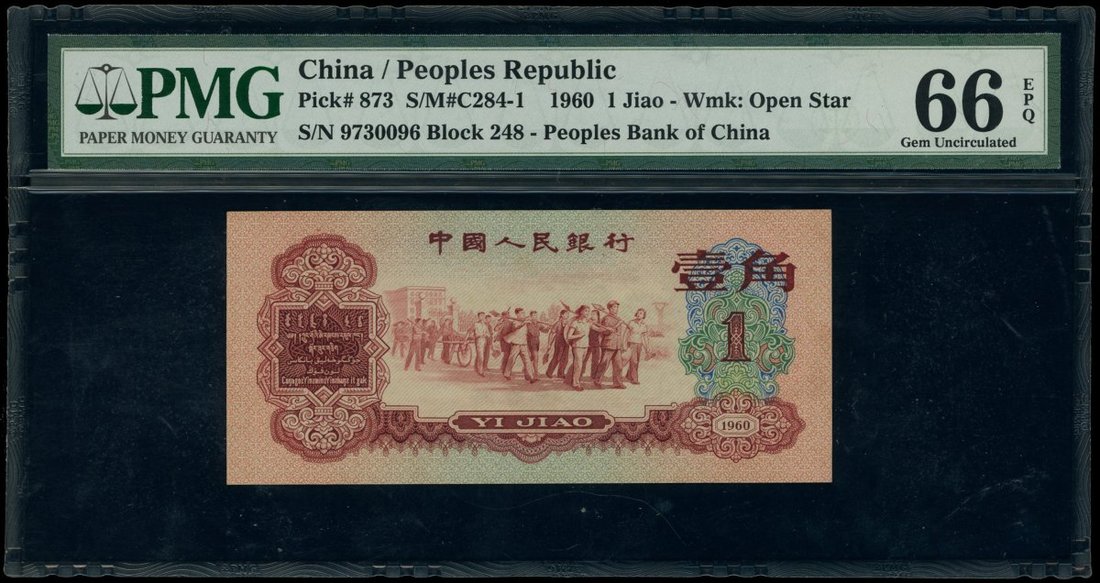 PMG
PAPER MONEY GUARANTY
China / Peoples Republic
Pick# 873 S/M#C284-1 1960 1 Jiao - Wmk: Open Star
S/N 9730096 Block 248 - Peoples Bank of China
66 EPQ
Gem Uncirculated
中國人民銀行
壹角
1
YI JIAO
1960